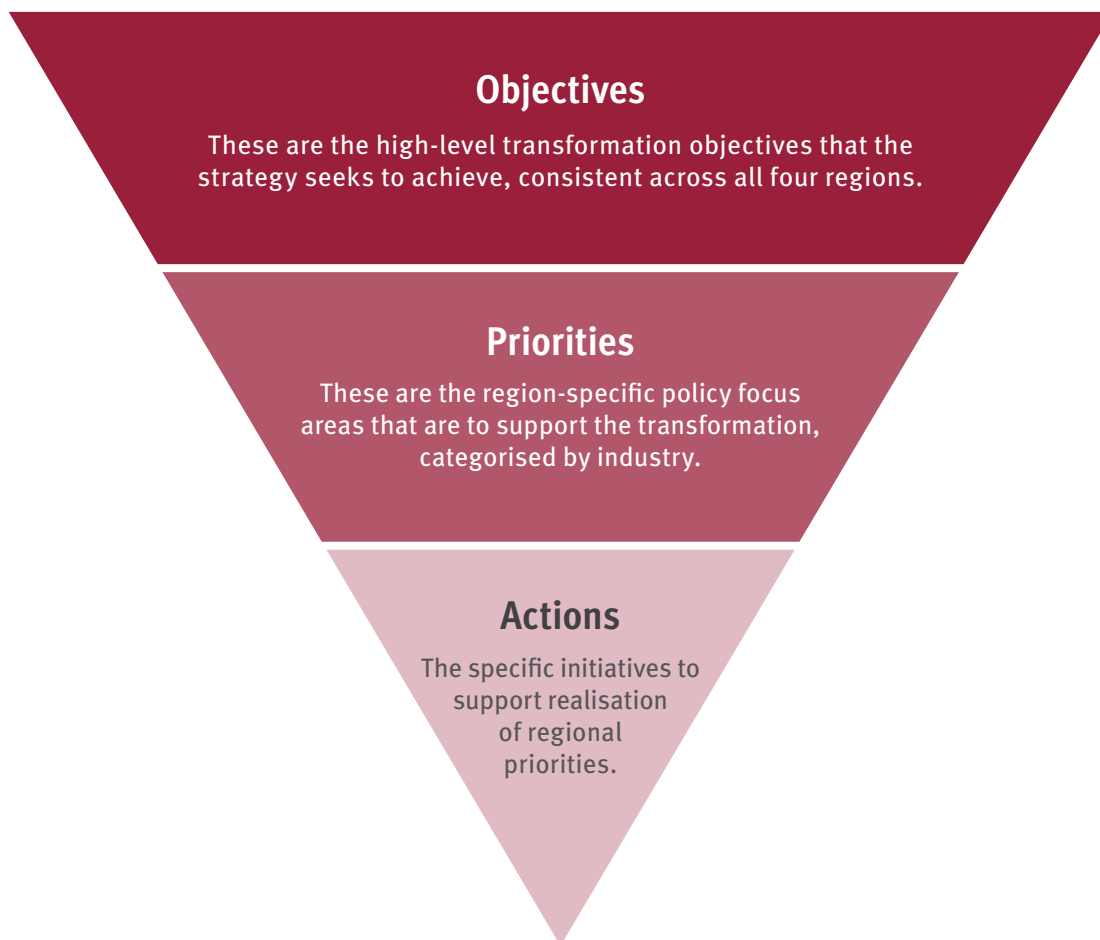 Objectives
These are the high-level transformation objectives that the
strategy seeks to achieve, consistent across all four regions.
Priorities
These are the region-specific policy focus
areas that are to support the transformation,
categorised by industry.
Actions
The specific initiatives to
support realisation
of regional
priorities.